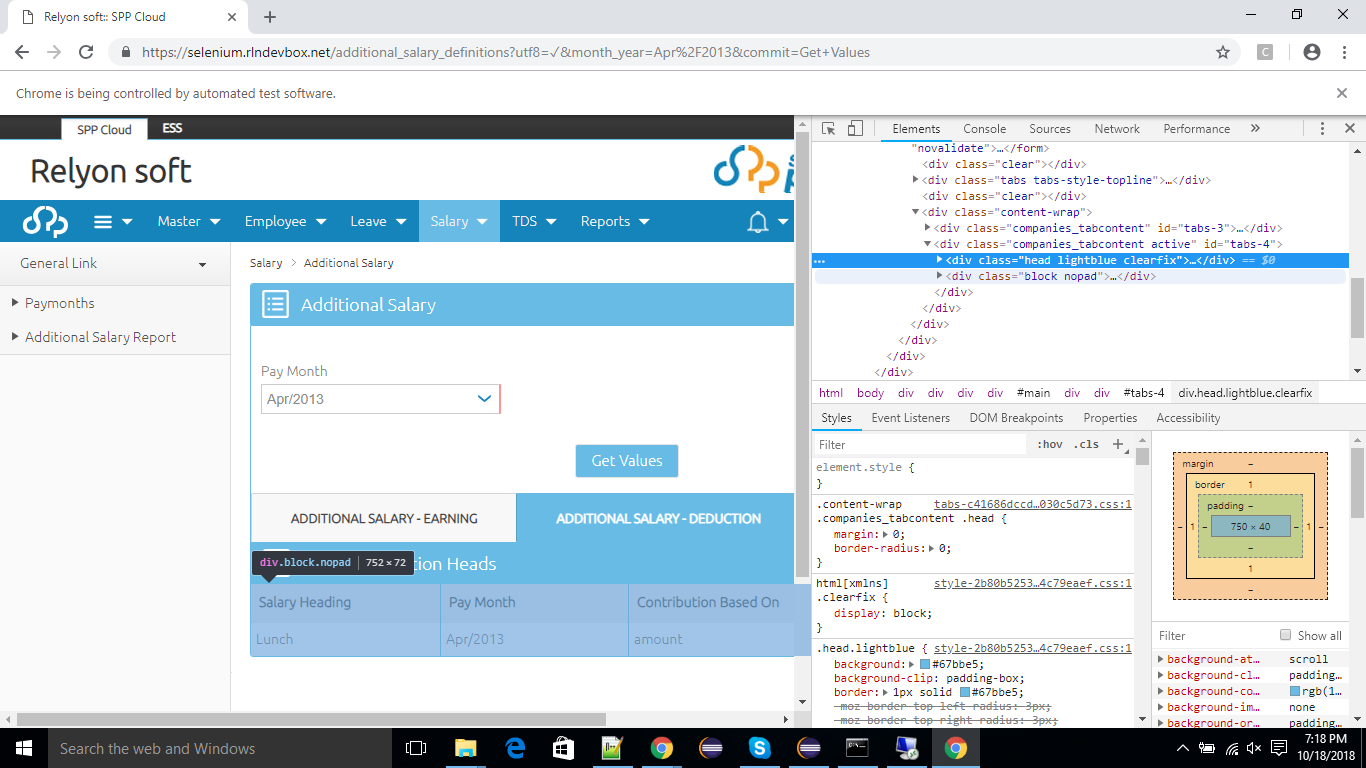 Relyon soft:: SPP Cloud
https://selenium.rlndevbox.net/additional_salary_definitions?utf8=✓&month_year=Apr%2F2013&commit=Get+Values
C
Chrome is being controlled by automated test software.
SPP Cloud ESS
Relyon soft
Master Employee Leave Salary TDS Reports
General Link
Paymonths
Additional Salary Report
Salary > Additional Salary
Additional Salary
Pay Month
Apr/2013
Get Values
ADDITIONAL SALARY - EARNING ADDITIONAL SALARY - DEDUCTION
div.block.nopad | 752 × 72
tion Heads
Salary Heading Pay Month Contribution Based On
Lunch Apr/2013 amount
Elements Console Sources Network Performance »
"novalidate">…</form>
<div class="clear"></div>
<div class="tabs tabs-style-topline">…</div>
<div class="clear"></div>
<div class="content-wrap">
<div class="companies_tabcontent" id="tabs-3">…</div>
<div class="companies_tabcontent active" id="tabs-4">
… <div class="head lightblue clearfix">…</div> == $0
<div class="block nopad">…</div>
</div>
</div>
</div>
</div>
</div>
</div>
html body div div div div #main div div #tabs-4 div.head.lightblue.clearfix
Styles Event Listeners DOM Breakpoints Properties Accessibility
Filter :hov .cls +
element.style {
}
.content-wrap tabs-c41686dccd…030c5d73.css:1
.companies_tabcontent .head {
margin: 0;
border-radius: 0;
}
html[xmlns] style-2b80b5253…4c79eaef.css:1
.clearfix {
display: block;
}
.head.lightblue { style-2b80b5253…4c79eaef.css:1
background: #67bbe5;
background-clip: padding-box;
border: 1px solid #67bbe5;
-moz-border-top-left-radius: 3px;
-moz-border-top-right-radius: 3px;
margin –
border 1
padding –
– 1 – 750 × 40 – 1 –
–
1
–
Filter Show all
background-at… scroll
background-cl… padding…
background-co… rgb(1…
background-im… none
background-or… padding…
Search the web and Windows
7:18 PM
10/18/2018